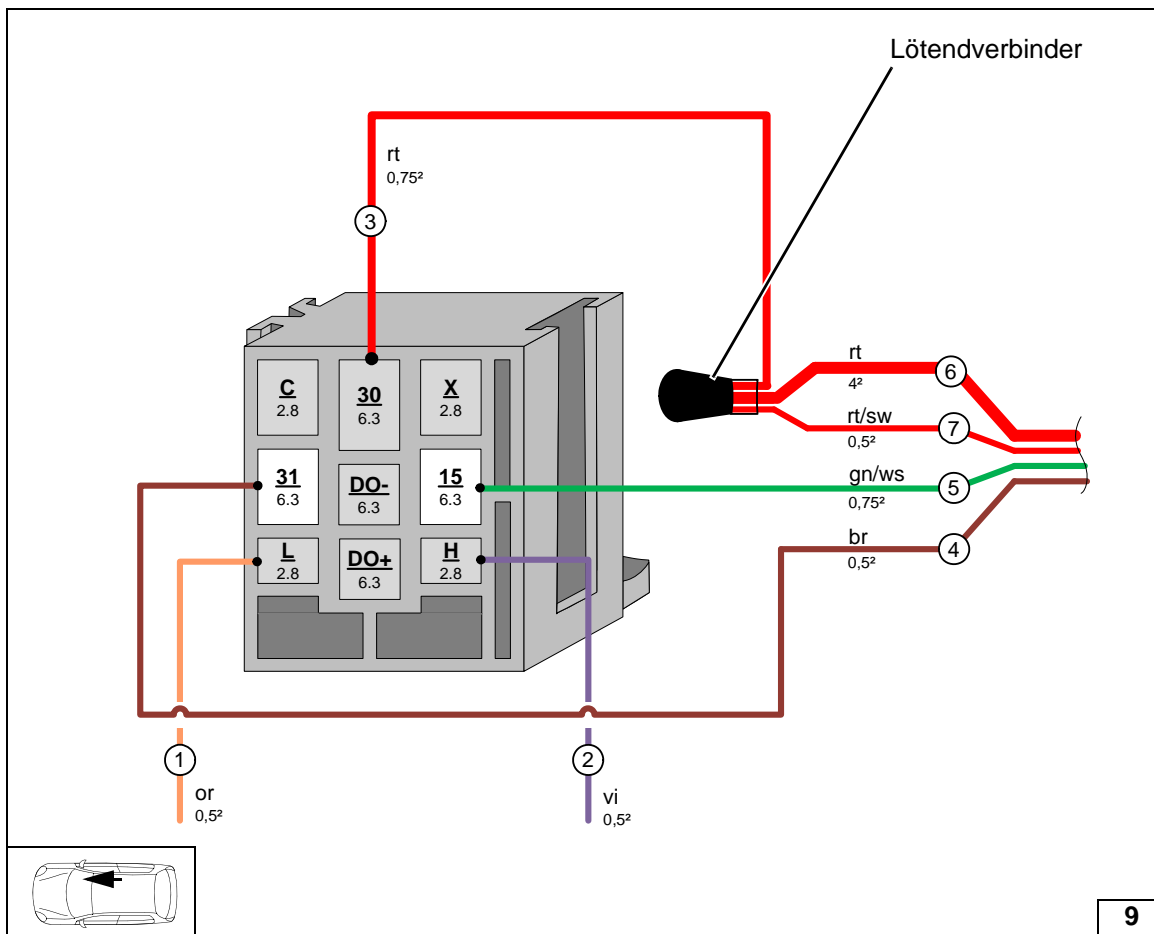 Lötendverbinder
rt
0,75²
3
C
2.8
30
6.3
X
2.8
rt
4²
6
rt/sw
0,5²
7
31
6.3
DO-
6.3
15
6.3
gn/ws
0,75²
5
br
0,5²
4
L
2.8
DO+
6.3
H
2.8
1
or
0,5²
2
vi
0,5²
9